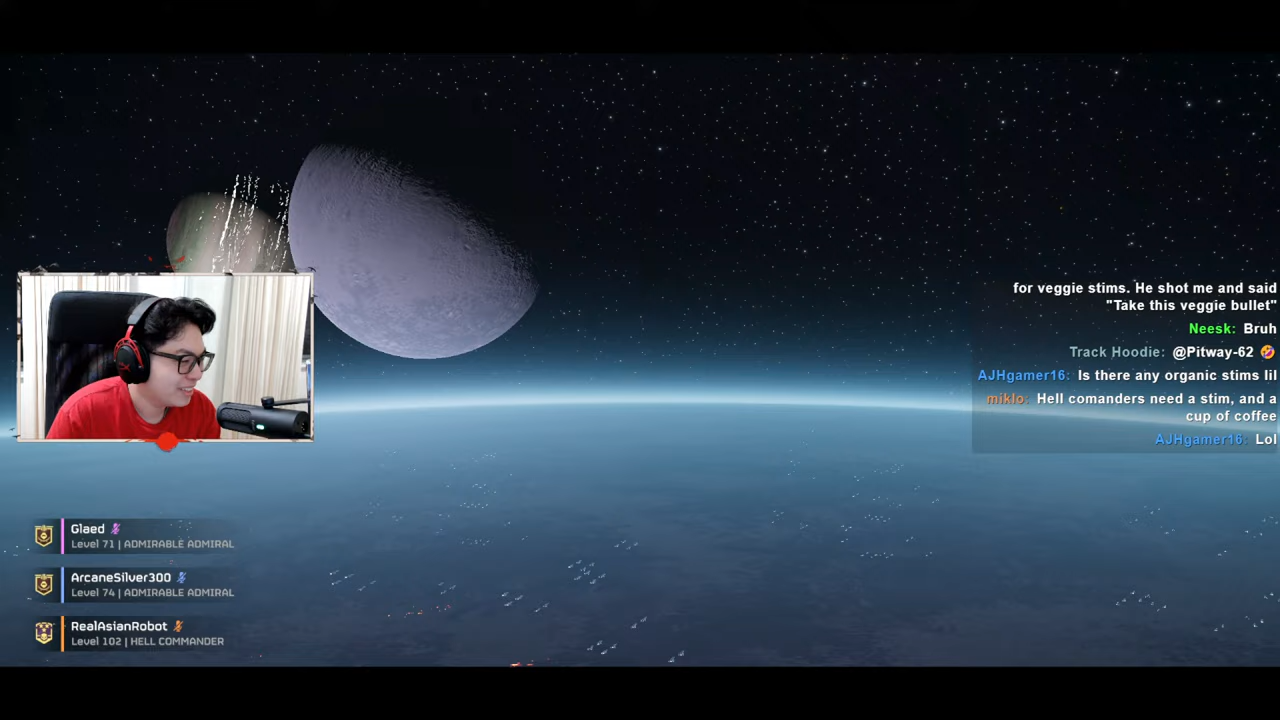 for veggie stims. He shot me and said
"Take this veggie bullet"
Neesk: Bruh
Track Hoodie: @Pitway-62 🤣
AJHgamer16: Is there any organic stims lil
miklo: Hell comanders need a stim, and a
cup of coffee
AJHgamer16: Lol
Glaed
Level 71 | ADMIRABLE ADMIRAL
ArcaneSilver300
Level 74 | ADMIRABLE ADMIRAL
RealAsianRobot
Level 102 | HELL COMMANDER